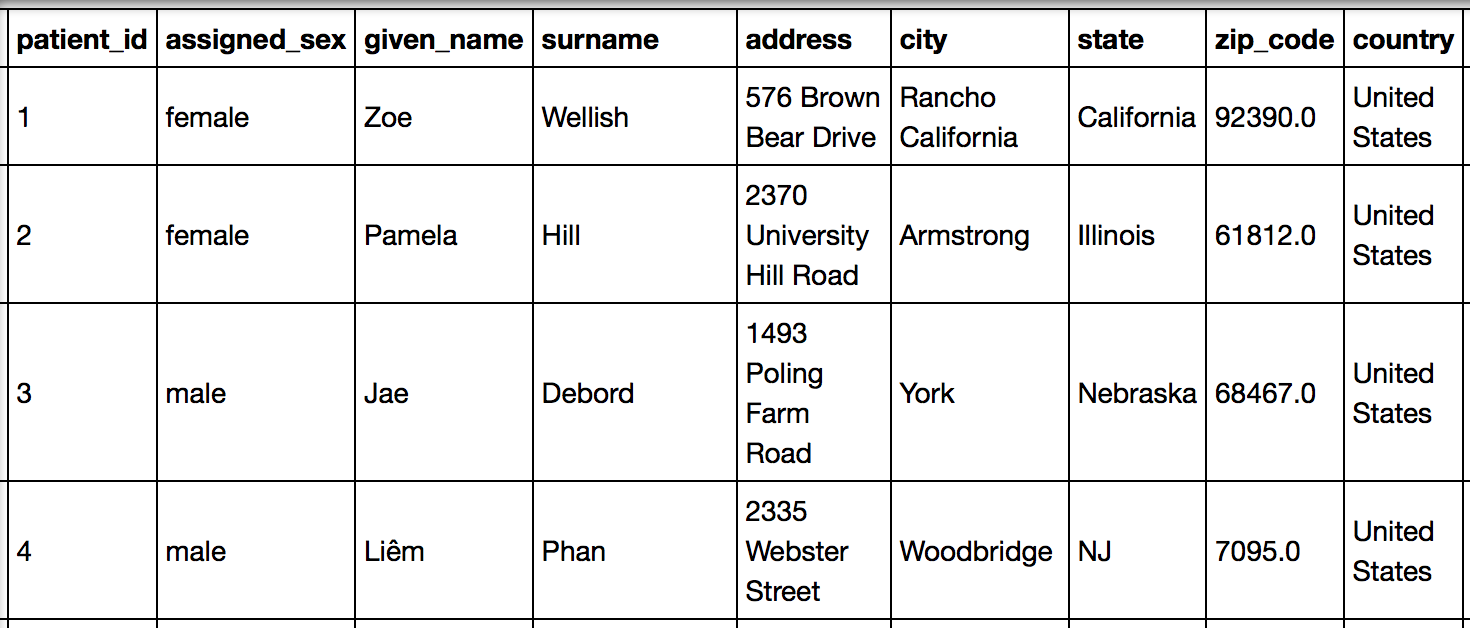 patient_id assigned_sex given_name surname address city state zip_code country
1 female Zoe Wellish 576 Brown Bear Drive Rancho California California 92390.0 United States
2 female Pamela Hill 2370 University Hill Road Armstrong Illinois 61812.0 United States
3 male Jae Debord 1493 Poling Farm Road York Nebraska 68467.0 United States
4 male Liêm Phan 2335 Webster Street Woodbridge NJ 7095.0 United States